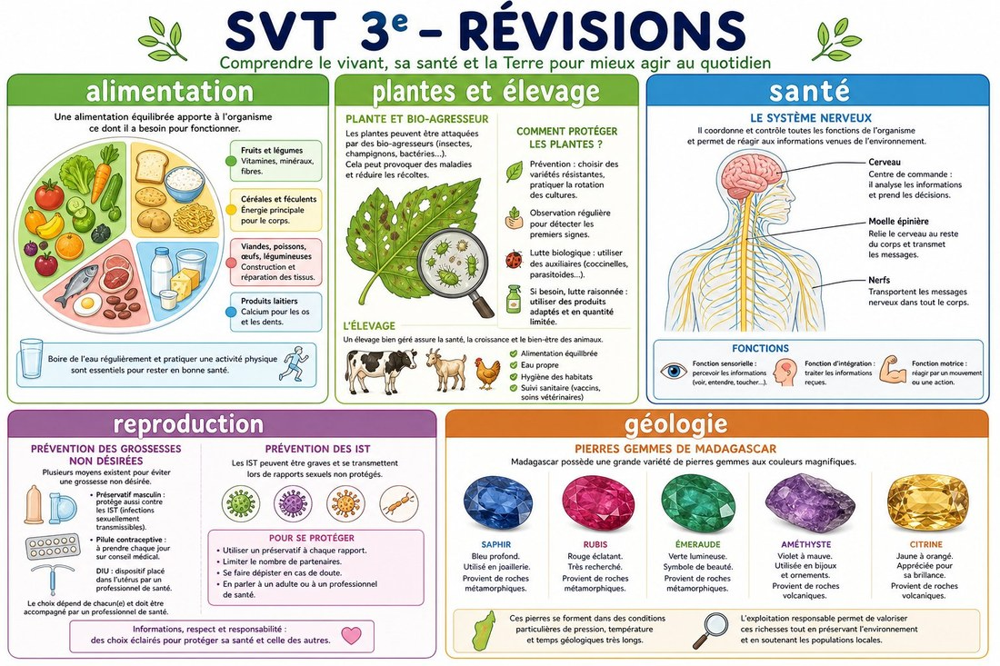 SVT 3e – RÉVISIONS
Comprendre le vivant, sa santé et la Terre pour mieux agir au quotidien
alimentation
Une alimentation équilibrée apporte à l'organisme
ce dont il a besoin pour fonctionner.
Fruits et légumes
Vitamines, minéraux,
fibres.
Céréales et féculents
Énergie principale
pour le corps.
Viandes, poissons,
œufs, légumineuses
Construction et
réparation des tissus.
Produits laitiers
Calcium pour les os
et les dents.
Boire de l'eau régulièrement et pratiquer une activité physique
sont essentiels pour rester en bonne santé.
plantes et élevage
PLANTE ET BIO-AGRESSEUR
Les plantes peuvent être attaquées
par des bio-agresseurs (insectes,
champignons, bactéries...).
Cela peut provoquer des maladies
et réduire les récoltes.
COMMENT PROTÉGER
LES PLANTES ?
Prévention : choisir des
variétés résistantes,
pratiquer la rotation
des cultures.
Observation régulière
pour détecter les
premiers signes.
Lutte biologique : utiliser
des auxiliaires (coccinelles,
parasitoides...).
Si besoin, lutte raisonnée :
utiliser des produits
adaptés et en quantité
limitée.
L'ÉLEVAGE
Un élevage bien géré assure la santé, la croissance et le bien-être des animaux.
Alimentation équilibrée
Eau propre
Hygiène des habitats
Suivi sanitaire (vaccins,
soins vétérinaires)
santé
LE SYSTÈME NERVEUX
Il coordonne et contrôle toutes les fonctions de l'organisme
et permet de réagir aux informations venues de l'environnement.
Cerveau
Centre de commande :
il analyse les informations
et prend les décisions.
Moelle épinière
Relie le cerveau au reste
du corps et transmet
les messages.
Nerfs
Transportent les messages
nerveux dans tout le corps.
FONCTIONS
Fonction sensorielle :
percevoir les informations
(voir, entendre, toucher...).
Fonction d'intégration :
traiter les informations
reçues.
Fonction motrice :
réagir par un mouvement
ou une action.
reproduction
PRÉVENTION DES GROSSESSES
NON DÉSIRÉES
Plusieurs moyens existent pour éviter
une grossesse non désirée.
• Préservatif masculin :
protège aussi contre
les IST (infections
sexuellement
transmissibles).
• Pilule contraceptive :
à prendre chaque jour
sur conseil médical.
DIU : dispositif placé
dans l'utérus par un
professionnel de santé.
Le choix dépend de chacun(e) et doit être
accompagné par un professionnel de santé.
PRÉVENTION DES IST
Les IST peuvent être graves et se transmettent
lors de rapports sexuels non protégés.
POUR SE PROTÉGER
• Utiliser un préservatif à chaque rapport.
• Limiter le nombre de partenaires.
• Se faire dépister en cas de doute.
• En parler à un adulte ou à un professionnel
de santé.
Informations, respect et responsabilité :
des choix éclairés pour protéger sa santé et celle des autres.
géologie
PIERRES GEMMES DE MADAGASCAR
Madagascar possède une grande variété de pierres gemmes aux couleurs magnifiques.
SAPHIR
Bleu profond.
Utilisé en joaillerie.
Provient de roches
métamorphiques.
RUBIS
Rouge éclatant.
Très recherché.
Provient de roches
métamorphiques.
ÉMERAUDE
Verte lumineuse.
Symbole de beauté.
Provient de roches
métamorphiques.
AMÉTHYSTE
Violet à mauve.
Utilisée en bijoux
et ornements.
Provient de roches
volcaniques.
CITRINE
Jaune à orangé.
Appréciée pour
sa brillance.
Provient de roches
volcaniques.
Ces pierres se forment dans des conditions
particulières de pression, température
et temps géologiques très longs.
L'exploitation responsable permet de valoriser
ces richesses tout en préservant l'environnement
et en soutenant les populations locales.